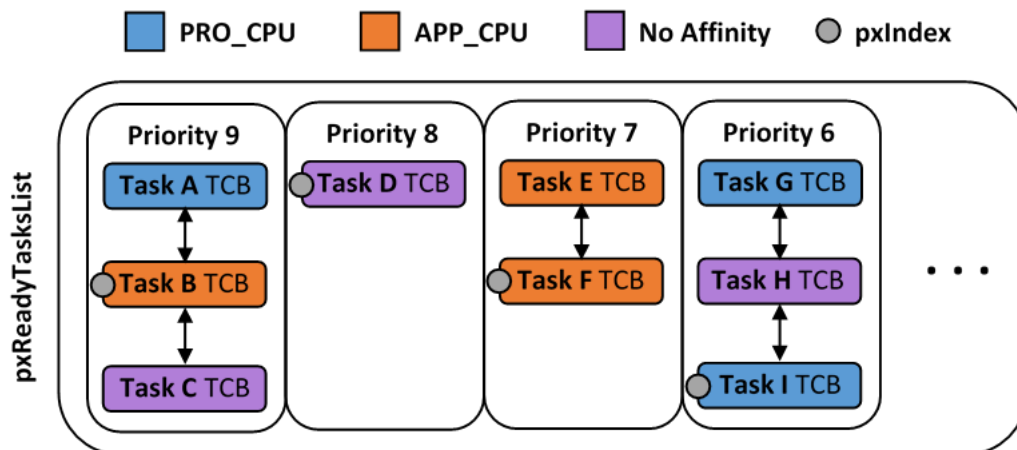 PRO_CPU
APP_CPU
No Affinity
pxIndex
pxReadyTasksList
Priority 9
Task A TCB
Task B TCB
Task C TCB
Priority 8
Task D TCB
Priority 7
Task E TCB
Task F TCB
Priority 6
Task G TCB
Task H TCB
Task I TCB
...